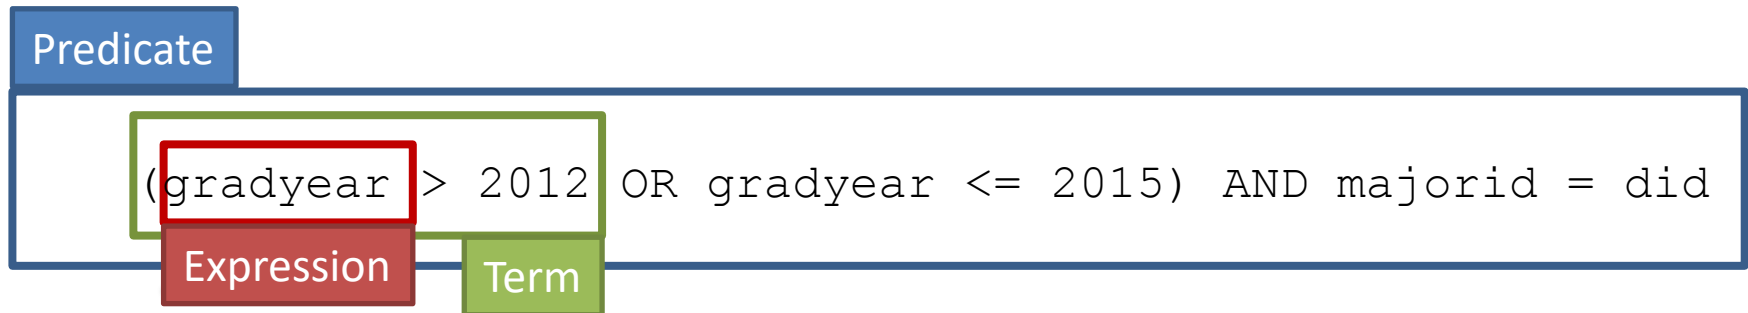 Predicate
(gradyear > 2012 OR gradyear <= 2015) AND majorid = did
Expression
Term